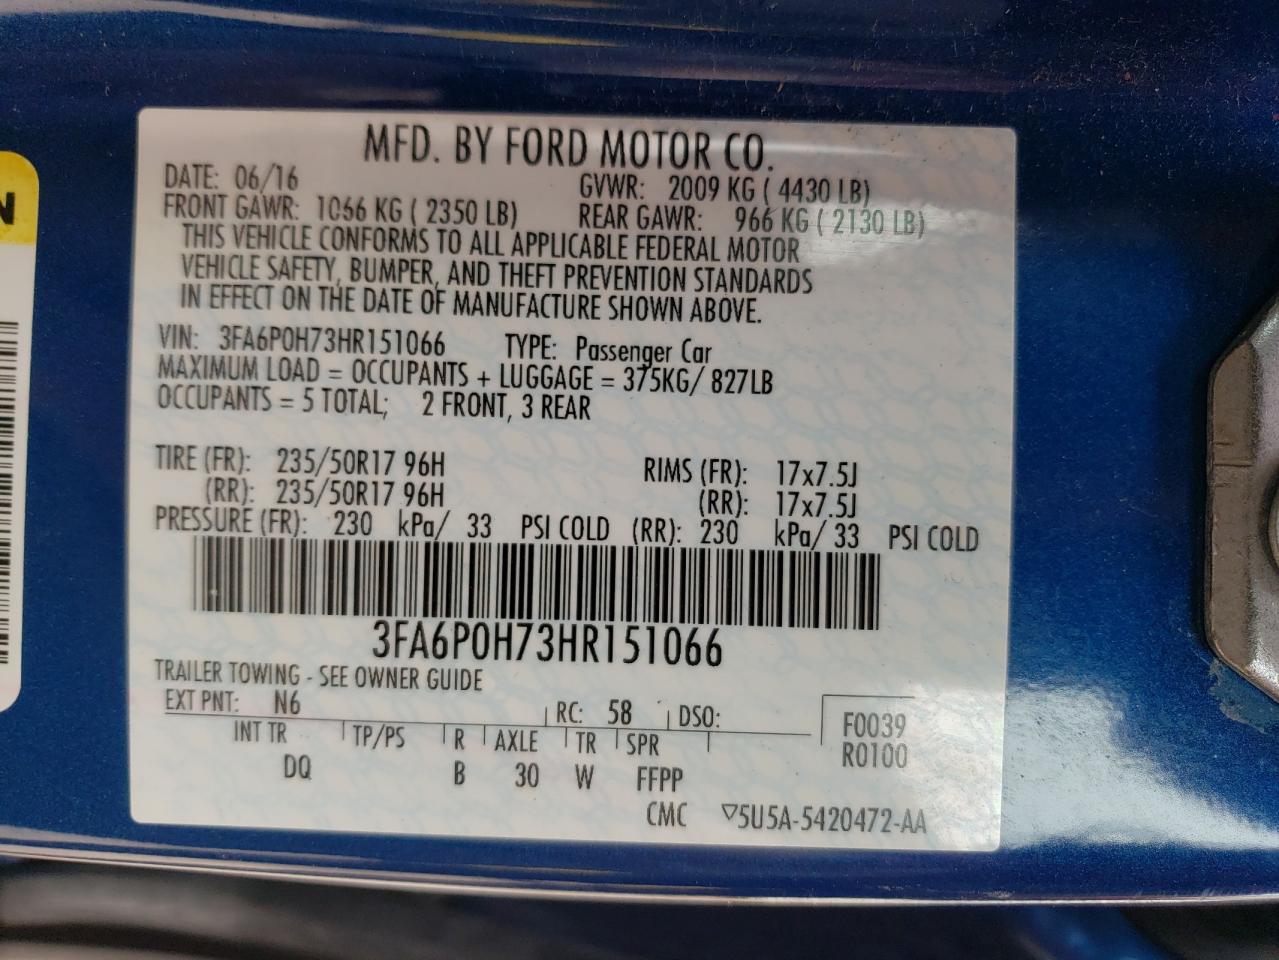 MFD. BY FORD MOTOR CO.
DATE: 06/16 GVWR: 2009 KG ( 4430 LB)
FRONT GAWR: 1066 KG ( 2350 LB) REAR GAWR: 966 KG ( 2130 LB)
THIS VEHICLE CONFORMS TO ALL APPLICABLE FEDERAL MOTOR
VEHICLE SAFETY, BUMPER, AND THEFT PREVENTION STANDARDS
IN EFFECT ON THE DATE OF MANUFACTURE SHOWN ABOVE.
VIN: 3FA6P0H73HR151066 TYPE: Passenger Car
MAXIMUM LOAD = OCCUPANTS + LUGGAGE = 375KG/ 827LB
OCCUPANTS = 5 TOTAL; 2 FRONT, 3 REAR
TIRE (FR): 235/50R17 96H RIMS (FR): 17x7.5J
(RR): 235/50R17 96H (RR): 17x7.5J
PRESSURE (FR): 230 kPa/ 33 PSI COLD (RR): 230 kPa/ 33 PSI COLD
3FA6P0H73HR151066
TRAILER TOWING - SEE OWNER GUIDE
EXT PNT: N6 RC: 58 DSO: F0039
INT TR TP/PS R AXLE TR SPR R0100
DQ B 30 W FFPP
CMC ▽5U5A-5420472-AA
N